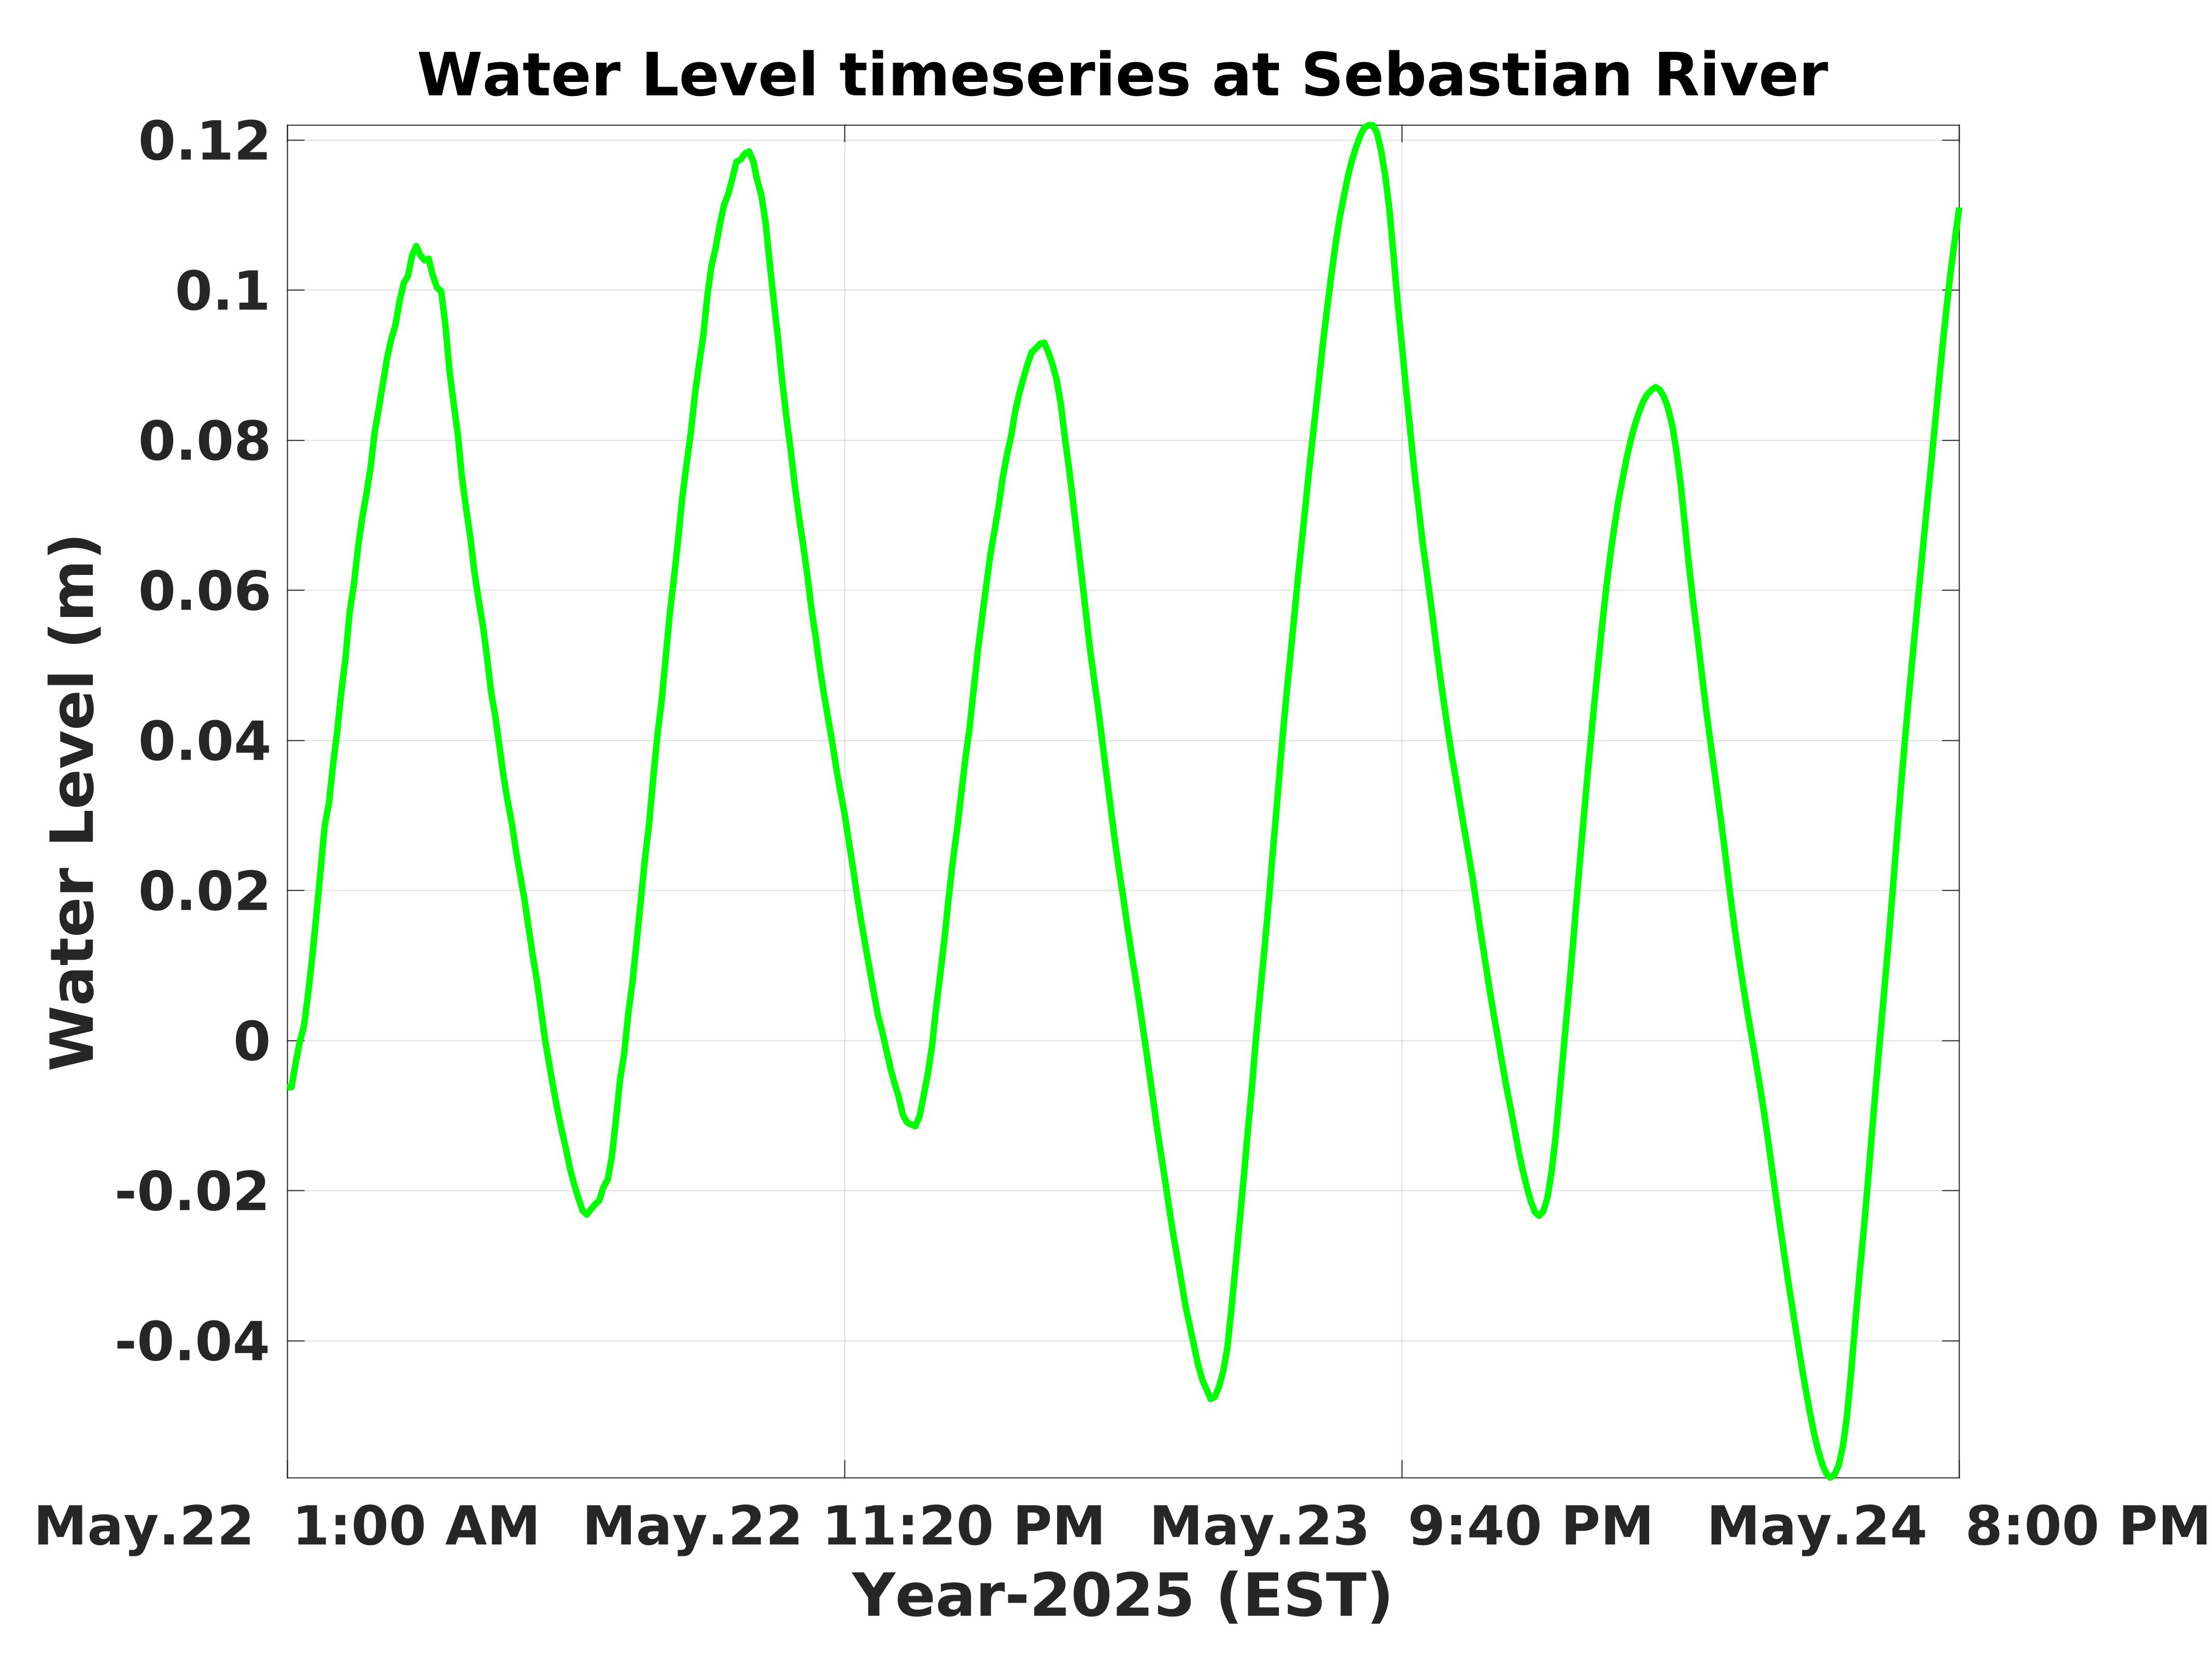 Water Level timeseries at Sebastian River
0.12
0.1
0.08
0.06
0.04
0.02
0
-0.02
-0.04
Water Level (m)
May.22 1:00 AM May.22 11:20 PM May.23 9:40 PM May.24 8:00 PM
Year-2025 (EST)